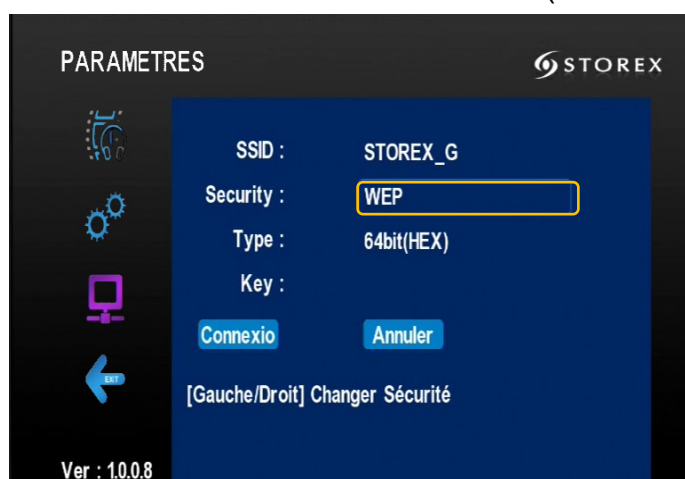 PARAMETRES
STOREX
SSID : STOREX_G
Security : WEP
Type : 64bit(HEX)
Key :
Connexio Annuler
EXIT
[Gauche/Droit] Changer Sécurité
Ver : 1.0.0.8